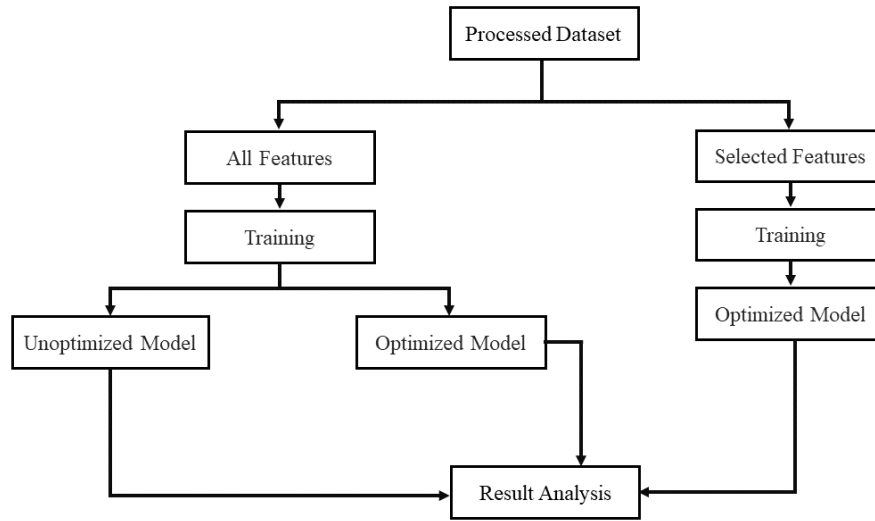 Processed Dataset
All Features
Selected Features
Training
Training
Unoptimized Model
Optimized Model
Optimized Model
Result Analysis